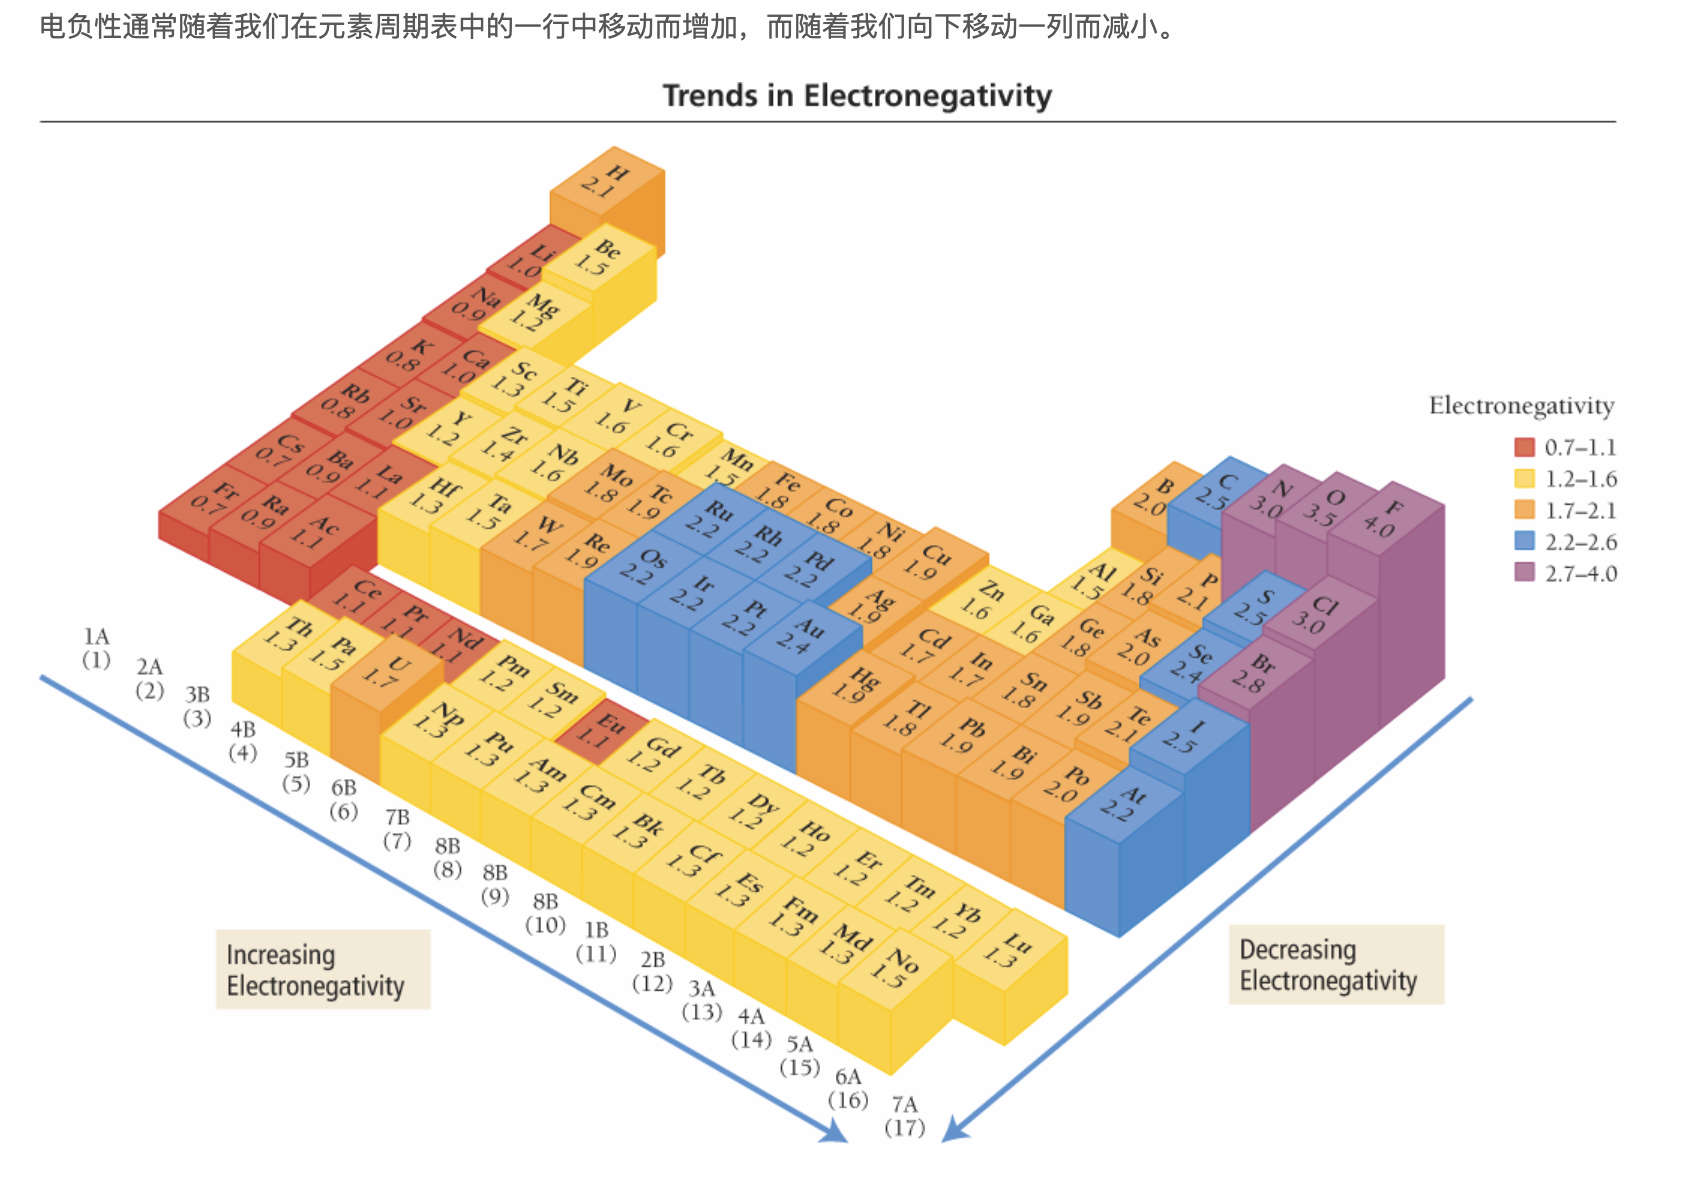 电负性通常随着我们在元素周期表中的一行中移动而增加，而随着我们向下移动一列而减小。
Trends in Electronegativity
H
2.1
Li
1.0
Be
1.5
Na
0.9
Mg
1.2
K
0.8
Ca
1.0
Sc
1.3
Ti
1.5
V
1.6
Cr
1.6
Mn
1.5
Fe
1.8
Co
1.8
Ni
1.8
Cu
1.9
Zn
1.6
Ga
1.6
Ge
1.8
As
2.0
Se
2.4
Br
2.8
B
2.0
C
2.5
N
3.0
O
3.5
F
4.0
Al
1.5
Si
1.8
P
2.1
S
2.5
Cl
3.0
Rb
0.8
Sr
1.0
Y
1.2
Zr
1.4
Nb
1.6
Mo
1.8
Tc
1.9
Ru
2.2
Rh
2.2
Pd
2.2
Ag
1.9
Cd
1.7
In
1.7
Sn
1.8
Sb
1.9
Te
2.1
I
2.5
Cs
0.7
Ba
0.9
La
1.1
Hf
1.3
Ta
1.5
W
1.7
Re
1.9
Os
2.2
Ir
2.2
Pt
2.2
Au
2.4
Hg
1.9
Tl
1.8
Pb
1.9
Bi
1.9
Po
2.0
At
2.2
Fr
0.7
Ra
0.9
Ac
1.1
Ce
1.1
Pr
1.1
Nd
1.1
Pm
1.2
Sm
1.2
Eu
1.1
Gd
1.2
Tb
1.2
Dy
1.2
Ho
1.2
Er
1.2
Tm
1.2
Yb
1.2
Lu
1.3
Th
1.3
Pa
1.5
U
1.7
Np
1.3
Pu
1.3
Am
1.3
Cm
1.3
Bk
1.3
Cf
1.3
Es
1.3
Fm
1.3
Md
1.3
No
1.5
Electronegativity
0.7–1.1
1.2–1.6
1.7–2.1
2.2–2.6
2.7–4.0
1A
(1)
2A
(2)
3B
(3)
4B
(4)
5B
(5)
6B
(6)
7B
(7)
8B
(8)
8B
(9)
8B
(10)
1B
(11)
2B
(12)
3A
(13)
4A
(14)
5A
(15)
6A
(16)
7A
(17)
Increasing
Electronegativity
Decreasing
Electronegativity